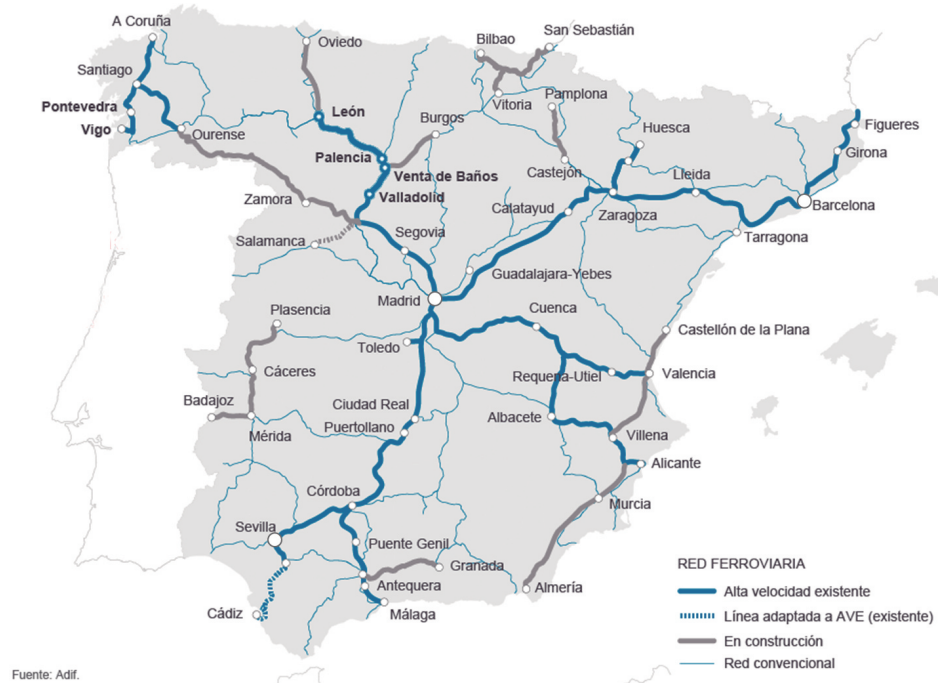 A Coruña
Oviedo
Bilbao
San Sebastián
Santiago
Vitoria
Pamplona
Pontevedra
León
Burgos
Huesca
Figueres
Vigo
Ourense
Palencia
Girona
Venta de Baños
Castejón
Lleida
Zamora
Valladolid
Calatayud
Zaragoza
Barcelona
Salamanca
Segovia
Tarragona
Guadalajara-Yebes
Madrid
Plasencia
Cuenca
Castellón de la Plana
Toledo
Cáceres
Requena-Utiel
Valencia
Badajoz
Ciudad Real
Albacete
Mérida
Puertollano
Villena
Alicante
Córdoba
Murcia
Sevilla
Puente Genil
Granada
Antequera
Almería
Cádiz
Málaga
RED FERROVIARIA
Alta velocidad existente
Línea adaptada a AVE (existente)
En construcción
Red convencional
Fuente: Adif.